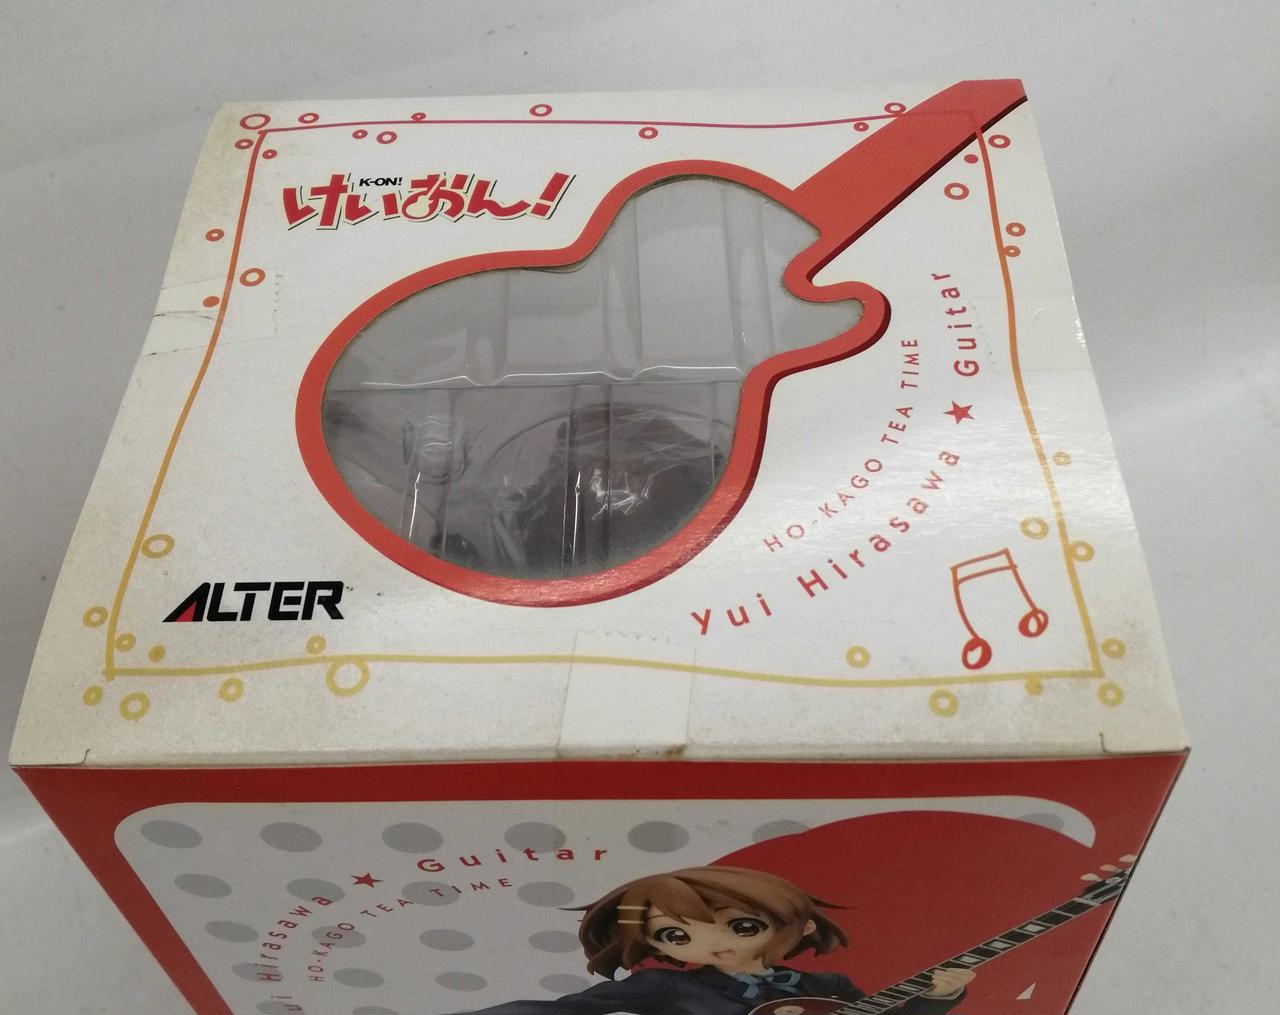 けいおん!
K-ON!
HO-KAGO TEA TIME
Yui Hirasawa ★ Guitar
ALTER
Yui Hirasawa ★ Guitar
HO-KAGO TEA TIME